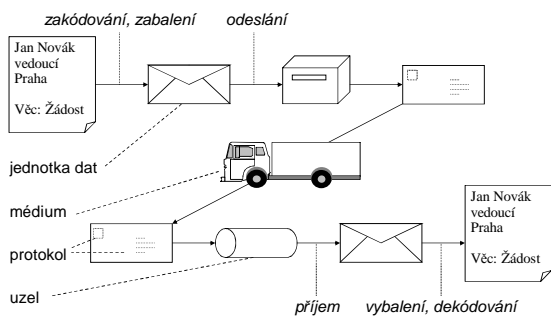 zakódování, zabalení
odeslání
Jan Novák
vedoucí
Praha
Věc: Žádost
jednotka dat
médium
protokol
uzel
příjem
vybalení, dekódování
Jan Novák
vedoucí
Praha
Věc: Žádost